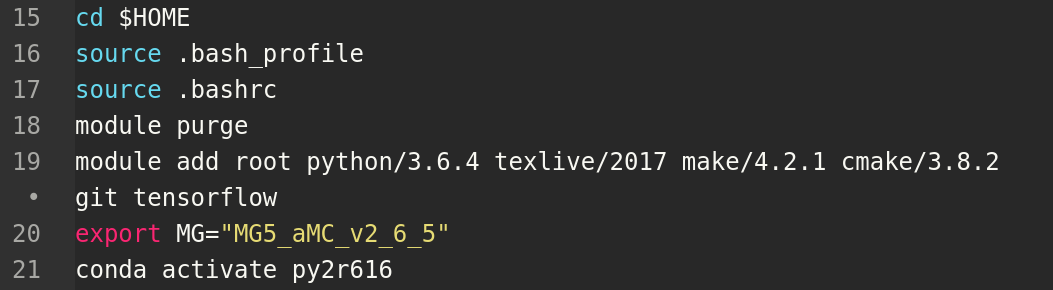 15 cd $HOME
16 source .bash_profile
17 source .bashrc
18 module purge
19 module add root python/3.6.4 texlive/2017 make/4.2.1 cmake/3.8.2
• git tensorflow
20 export MG="MG5_aMC_v2_6_5"
21 conda activate py2r616